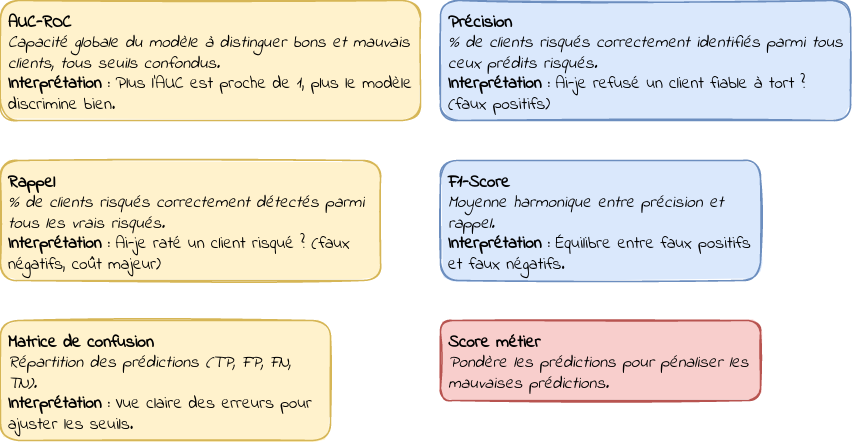 AUC-ROC
Capacité globale du modèle à distinguer bons et mauvais
clients, tous seuils confondus.
Interprétation : Plus l'AUC est proche de 1, plus le modèle
discrimine bien.
Précision
% de clients risqués correctement identifiés parmi tous
ceux prédits risqués.
Interprétation : Ai-je refusé un client fiable à tort ?
(faux positifs)
Rappel
% de clients risqués correctement détectés parmi
tous les vrais risqués.
Interprétation : Ai-je raté un client risqué ? (faux
négatifs, coût majeur)
F1-Score
Moyenne harmonique entre précision et
rappel.
Interprétation : Équilibre entre faux positifs
et faux négatifs.
Matrice de confusion
Répartition des prédictions (TP, FP, FN,
TN).
Interprétation : Vue claire des erreurs pour
ajuster les seuils.
Score métier
Pondère les prédictions pour pénaliser les
mauvaises prédictions.